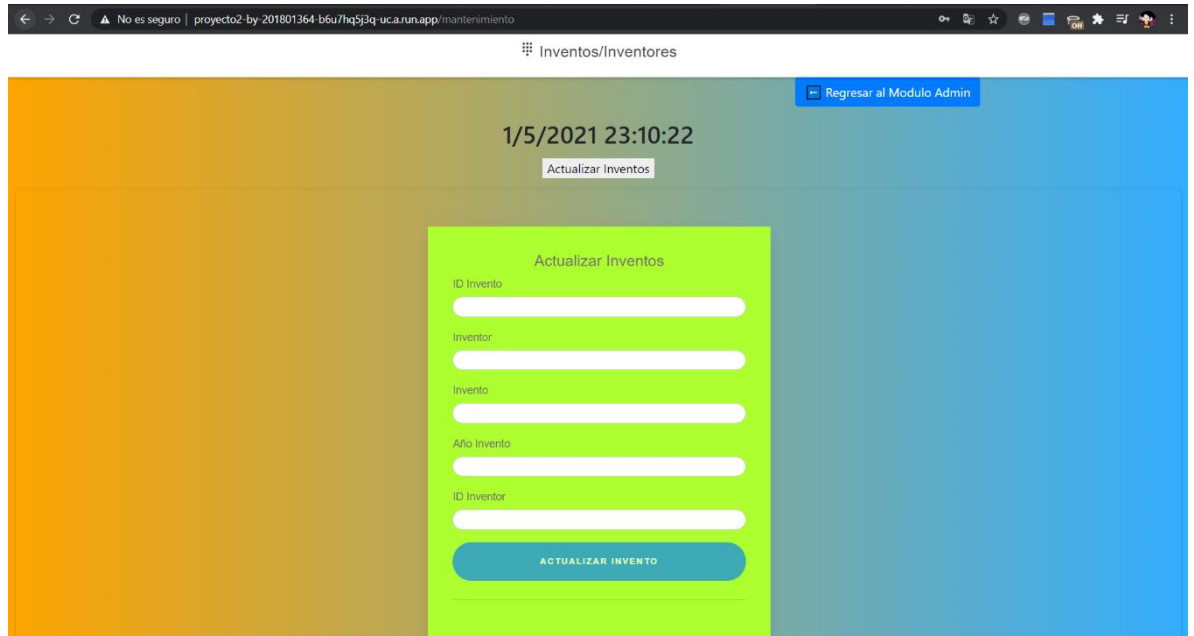 No es seguro | proyecto2-by-201801364-b6u7hq5j3q-uc.a.run.app/mantenimiento
Off
Inventos/Inventores
Regresar al Modulo Admin
1/5/2021 23:10:22
Actualizar Inventos
Actualizar Inventos
ID Invento
Inventor
Invento
Año Invento
ID Inventor
ACTUALIZAR INVENTO